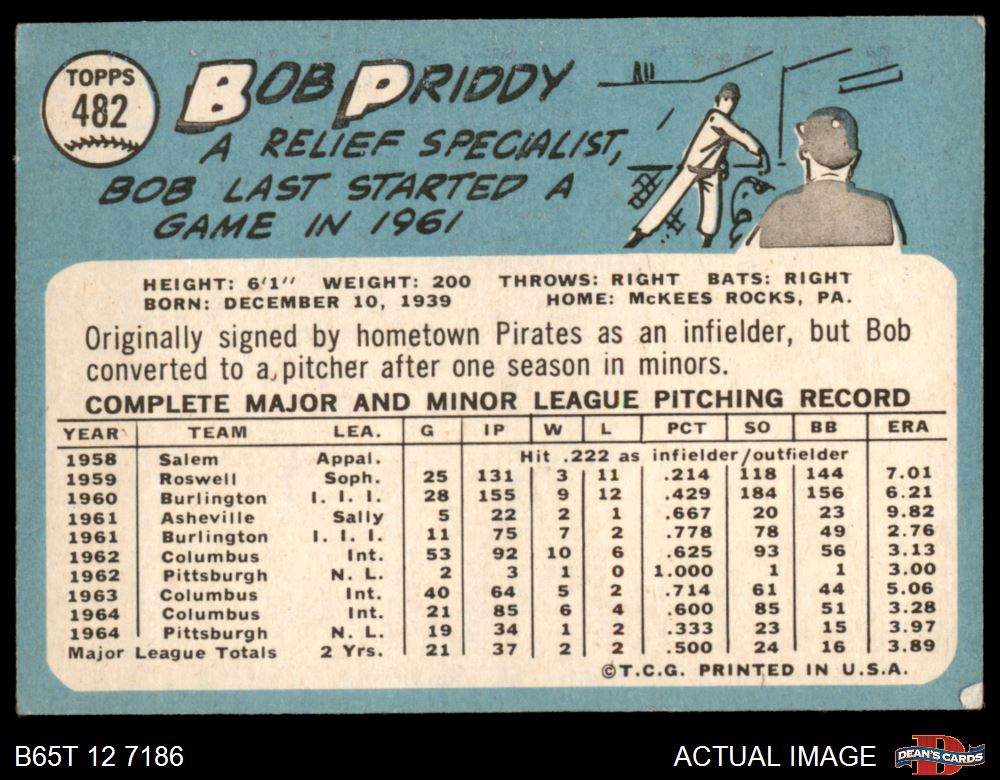 TOPPS
482
BOB PRIDDY
A RELIEF SPECIALIST,
BOB LAST STARTED A
GAME IN 1961
HEIGHT: 6'1" WEIGHT: 200 THROWS: RIGHT BATS: RIGHT
BORN: DECEMBER 10, 1939 HOME: McKEES ROCKS, PA.
Originally signed by hometown Pirates as an infielder, but Bob
converted to a pitcher after one season in minors.
COMPLETE MAJOR AND MINOR LEAGUE PITCHING RECORD
YEAR TEAM LEA. G IP W L PCT SO BB ERA
1958 Salem Appal. Hit .222 as infielder/outfielder
1959 Roswell Soph. 25 131 3 11 .214 118 144 7.01
1960 Burlington I. I. I. 28 155 9 12 .429 184 156 6.21
1961 Asheville Sally 5 22 2 1 .667 20 23 9.82
1961 Burlington I. I. I. 11 75 7 2 .778 78 49 2.76
1962 Columbus Int. 53 92 10 6 .625 93 56 3.13
1962 Pittsburgh N. L. 2 3 1 0 1.000 1 1 3.00
1963 Columbus Int. 40 64 5 2 .714 61 44 5.06
1964 Columbus Int. 21 85 6 4 .600 85 51 3.28
1964 Pittsburgh N. L. 19 34 1 2 .333 23 15 3.97
Major League Totals 2 Yrs. 21 37 2 2 .500 24 16 3.89
©T.C.G. PRINTED IN U.S.A.
B65T 12 7186 ACTUAL IMAGE
D
DEAN'S CARDS